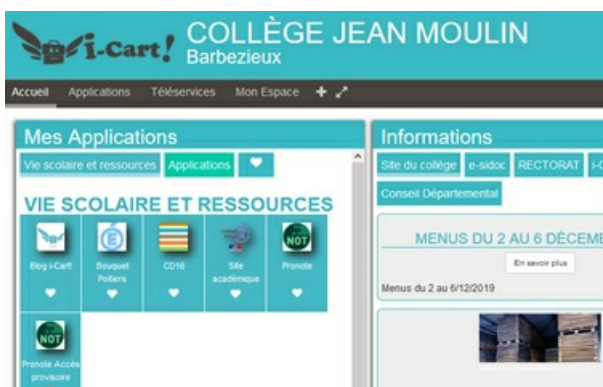 i-Cart!
COLLÈGE JEAN MOULIN
Barbezieux
Accueil Applications Téléservices Mon Espace
Mes Applications
Vie scolaire et ressources Applications
VIE SCOLAIRE ET RESSOURCES
Blog i-Cart!
Bouquet
Poitiers
CD16
Site
académique
NOT
Pronote
NOT
Pronote Accès
provisoire
Informations
Site du collège e-sidoc RECTORAT
Conseil Départemental
MENUS DU 2 AU 6 DÉCEM
En savoir plus
Menus du 2 au 6/12/2019